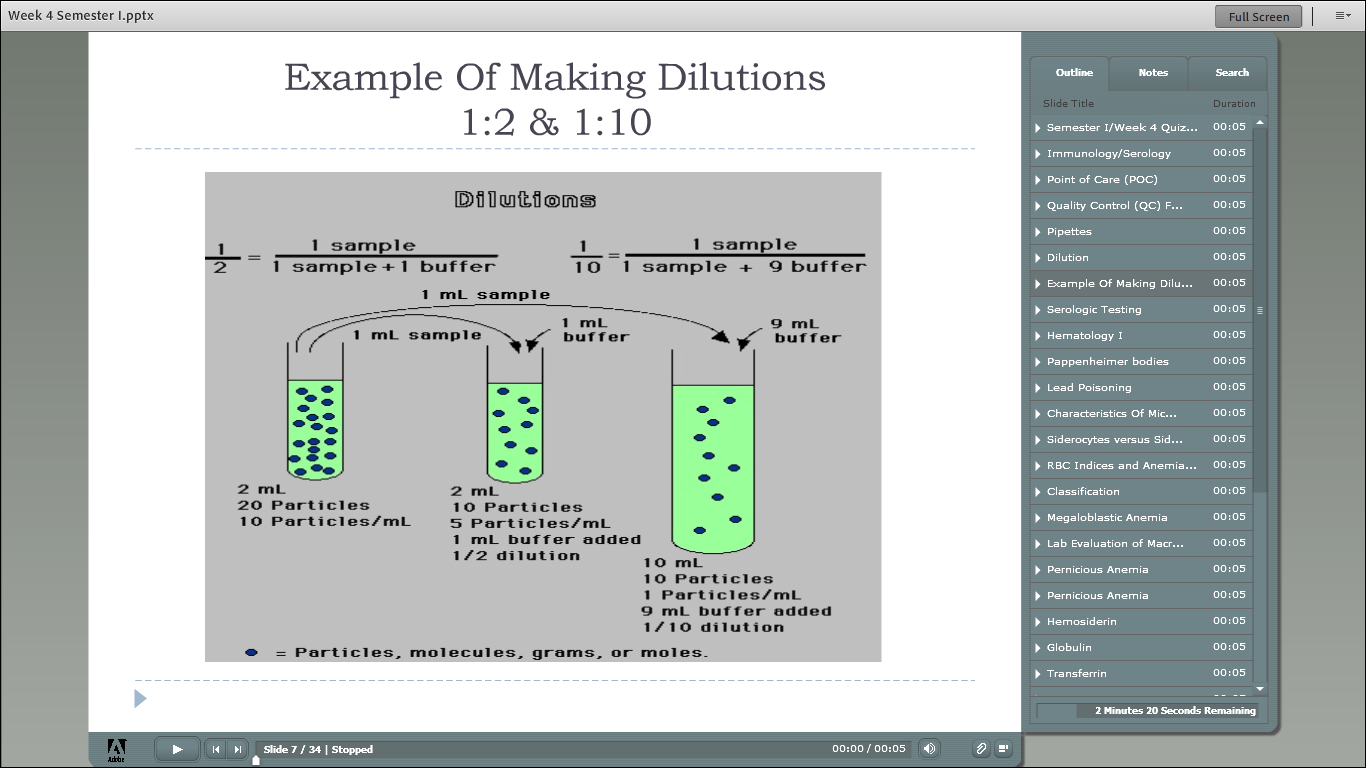 Week 4 Semester I.pptx
Full Screen
Example Of Making Dilutions
1:2 & 1:10
Dilutions
1
2
=
1 sample
1 sample+1 buffer
1
10
=
1 sample
1 sample + 9 buffer
1 mL sample
1 mL sample
1 mL
buffer
9 mL
buffer
2 mL
20 Particles
10 Particles/mL
2 mL
10 Particles
5 Particles/mL
1 mL buffer added
1/2 dilution
10 mL
10 Particles
1 Particles/mL
9 mL buffer added
1/10 dilution
= Particles, molecules, grams, or moles.
Outline Notes Search
Slide Title Duration
Semester I/Week 4 Quiz... 00:05
Immunology/Serology 00:05
Point of Care (POC) 00:05
Quality Control (QC) F... 00:05
Pipettes 00:05
Dilution 00:05
Example Of Making Dilu... 00:05
Serologic Testing 00:05
Hematology I 00:05
Pappenheimer bodies 00:05
Lead Poisoning 00:05
Characteristics Of Mic... 00:05
Siderocytes versus Sid... 00:05
RBC Indices and Anemia... 00:05
Classification 00:05
Megaloblastic Anemia 00:05
Lab Evaluation of Macr... 00:05
Pernicious Anemia 00:05
Pernicious Anemia 00:05
Hemosiderin 00:05
Globulin 00:05
Transferrin 00:05
2 Minutes 20 Seconds Remaining
Adobe
Slide 7 / 34 | Stopped
00:00 / 00:05